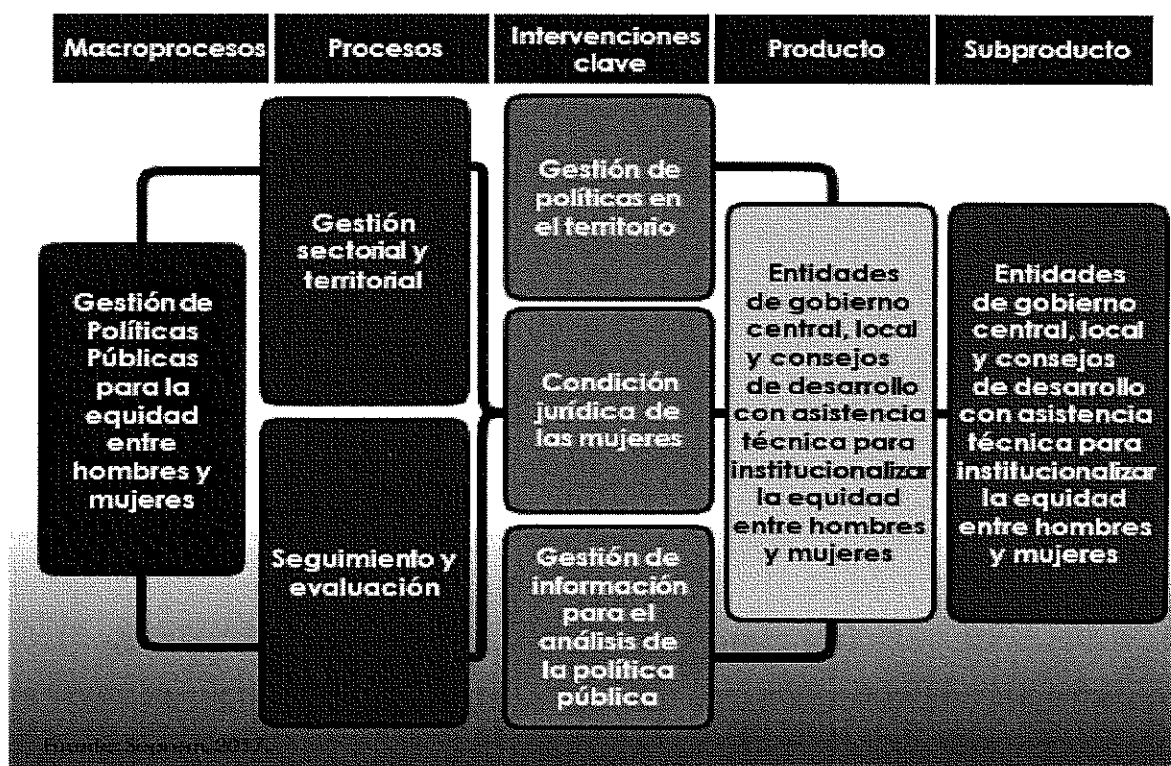 Macroprocesos
Procesos
Intervenciones
clave
Producto
Subproducto
Gestión de
Políticas
Públicas
para la
equidad
entre
hombres y
mujeres
Gestión
sectorial y
territorial
Seguimiento y
evaluación
Gestión de
políticas en
el territorio
Condición
jurídica de
las mujeres
Gestión de
información
para el
análisis de
la política
pública
Entidades
de gobierno
central, local
y consejos
de desarrollo
con asistencia
técnica para
institucionalizar
la equidad
entre hombres
y mujeres
Entidades
de gobierno
central, local
y consejos
de desarrollo
con asistencia
técnica para
institucionalizar
la equidad
entre hombres
y mujeres
Fuente: Seprem,